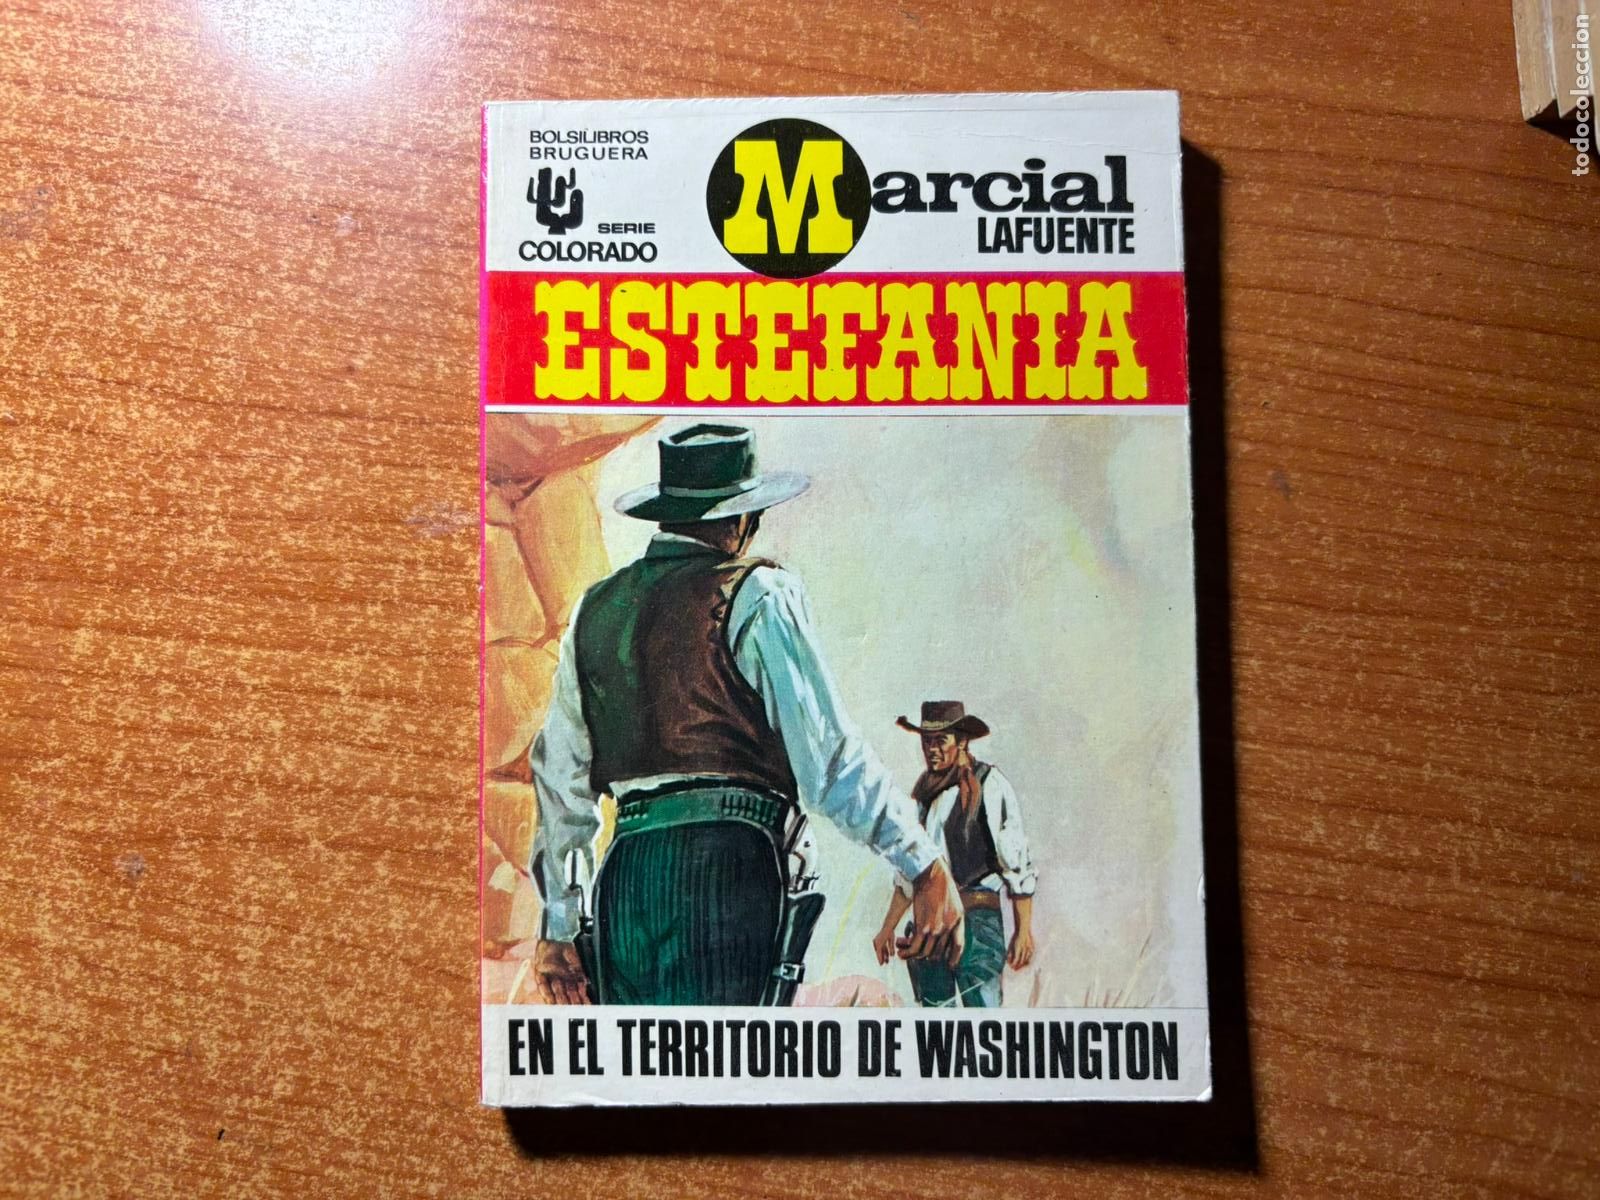 BOLSILIBROS
BRUGUERA
SERIE
COLORADO
Marcial
LAFUENTE
ESTEFANIA
EN EL TERRITORIO DE WASHINGTON
todocoleccion